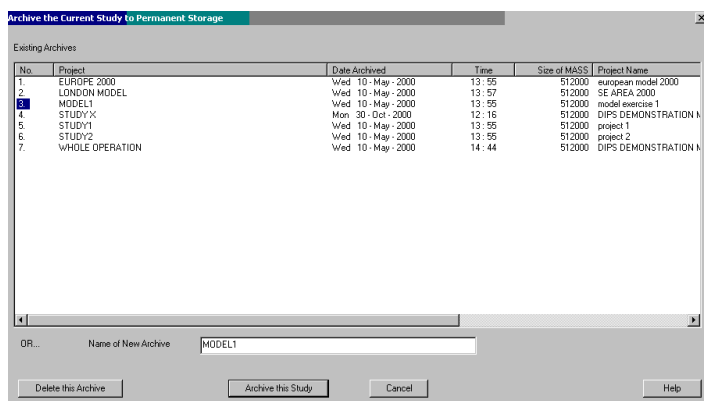 Archive the Current Study to Permanent Storage
Existing Archives
No. Project Date Archived Time Size of MASS Project Name
1. EUROPE 2000 Wed 10 - May - 2000 13 : 55 512000 european model 2000
2. LONDON MODEL Wed 10 - May - 2000 13 : 57 512000 SE AREA 2000
3. MODEL1 Wed 10 - May - 2000 13 : 55 512000 model exercise 1
4. STUDY X Mon 30 - Oct - 2000 12 : 16 512000 DIPS DEMONSTRATION M
5. STUDY1 Wed 10 - May - 2000 13 : 55 512000 project 1
6. STUDY2 Wed 10 - May - 2000 13 : 55 512000 project 2
7. WHOLE OPERATION Wed 10 - May - 2000 14 : 44 512000 DIPS DEMONSTRATION M
OR... Name of New Archive MODEL1
Delete this Archive Archive this Study Cancel Help